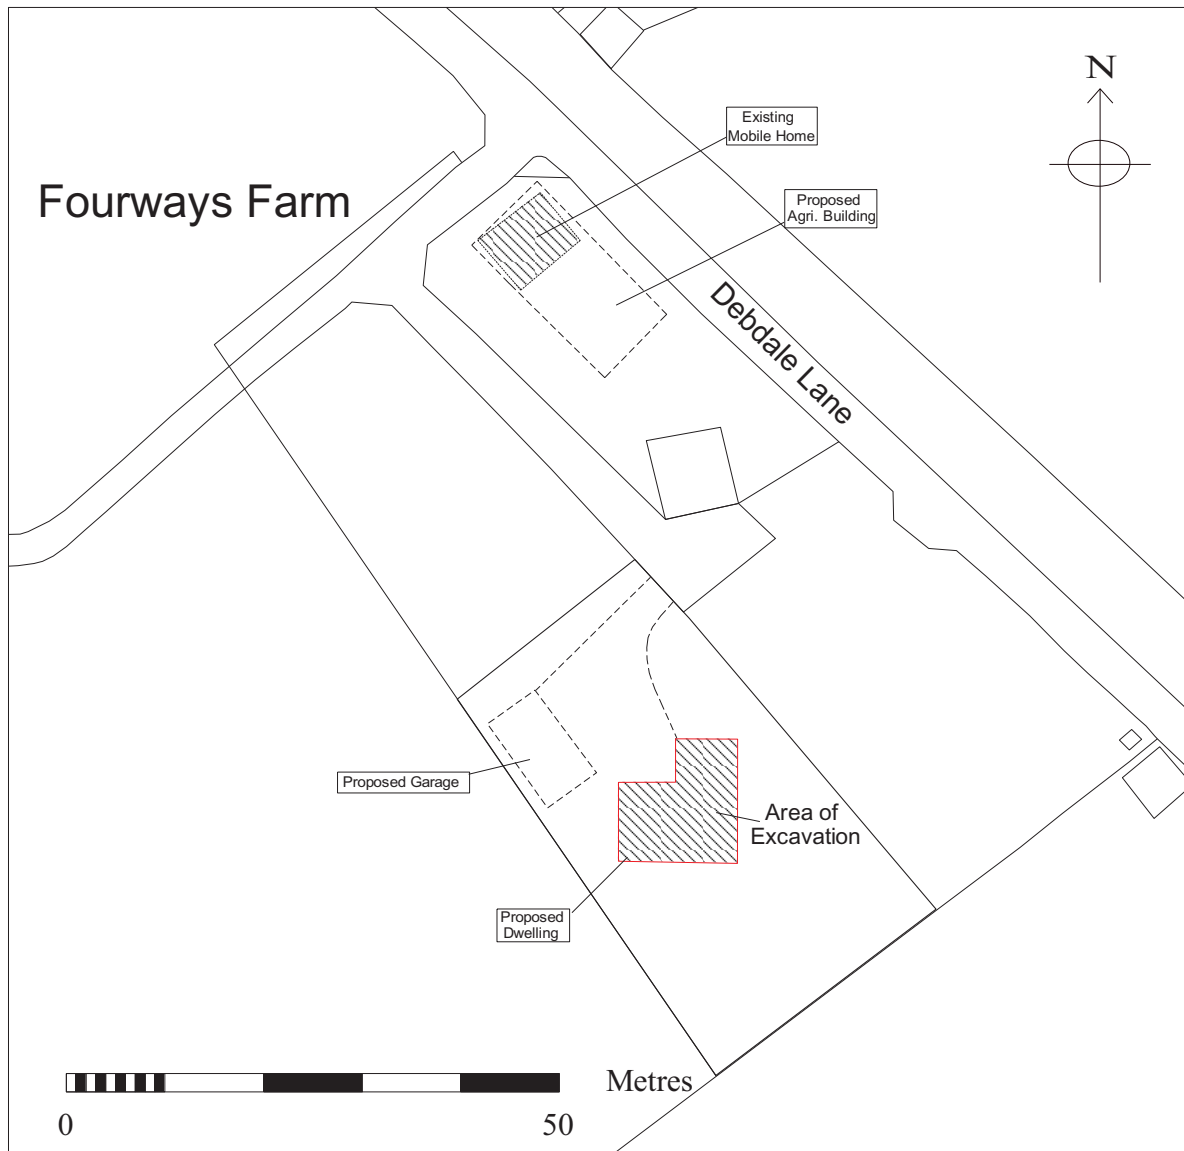 N
Existing
Mobile Home
Fourways Farm
Proposed
Agri. Building
Debdale Lane
Proposed Garage
Area of
Excavation
Proposed
Dwelling
Metres
0
50